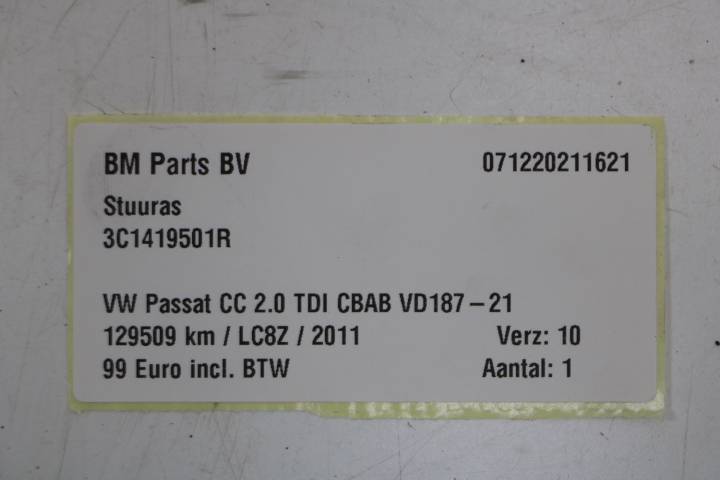 BM Parts BV 071220211621
Stuuras
3C1419501R
VW Passat CC 2.0 TDI CBAB VD187-21
129509 km / LC8Z / 2011 Verz: 10
99 Euro incl. BTW Aantal: 1